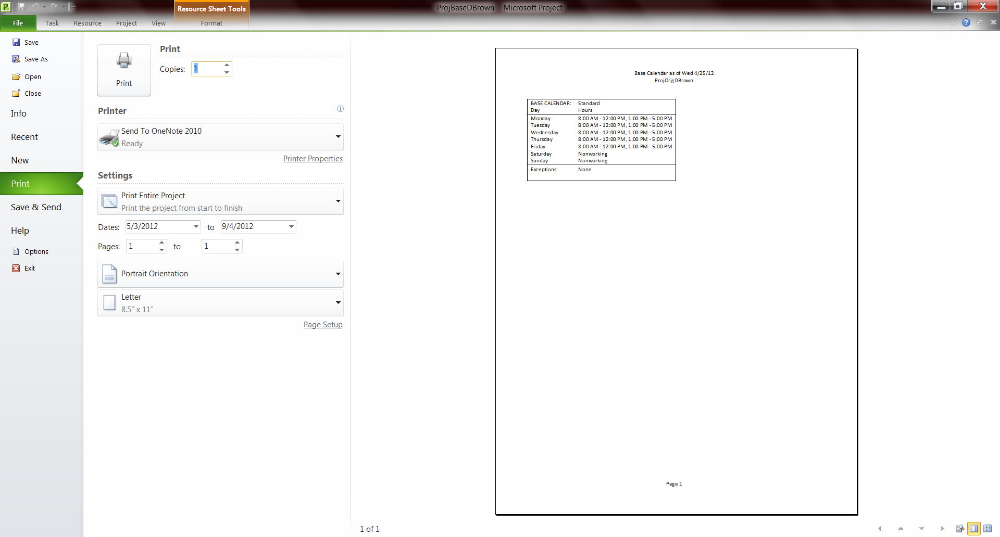 Resource Sheet Tools
ProjBaseDBrown - Microsoft Project
File Task Resource Project View Format
Save
Save As
Open
Close
Info
Recent
New
Print
Save & Send
Help
Options
Exit
Print
Print
Copies: 1
Printer
Send To OneNote 2010
Ready
Printer Properties
Settings
Print Entire Project
Print the project from start to finish
Dates: 5/3/2012 to 9/4/2012
Pages: 1 to 1
Portrait Orientation
Letter
8.5" x 11"
Page Setup
Base Calendar as of Wed 4/25/12
ProjOrigDBrown
BASE CALENDAR: Standard
Day Hours
Monday 8:00 AM - 12:00 PM, 1:00 PM - 5:00 PM
Tuesday 8:00 AM - 12:00 PM, 1:00 PM - 5:00 PM
Wednesday 8:00 AM - 12:00 PM, 1:00 PM - 5:00 PM
Thursday 8:00 AM - 12:00 PM, 1:00 PM - 5:00 PM
Friday 8:00 AM - 12:00 PM, 1:00 PM - 5:00 PM
Saturday Nonworking
Sunday Nonworking
Exceptions: None
Page 1
1 of 1